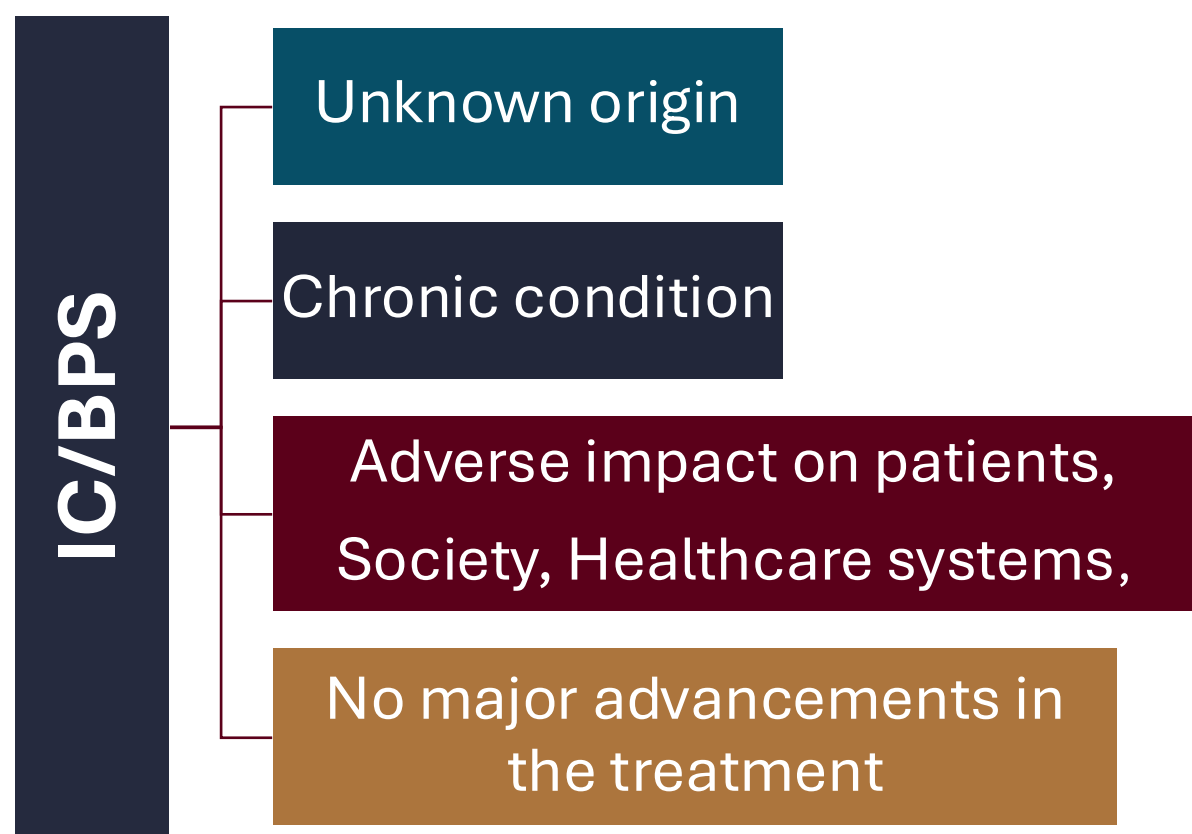 IC/BPS
Unknown origin
Chronic condition
Adverse impact on patients,
Society, Healthcare systems,
No major advancements in
the treatment